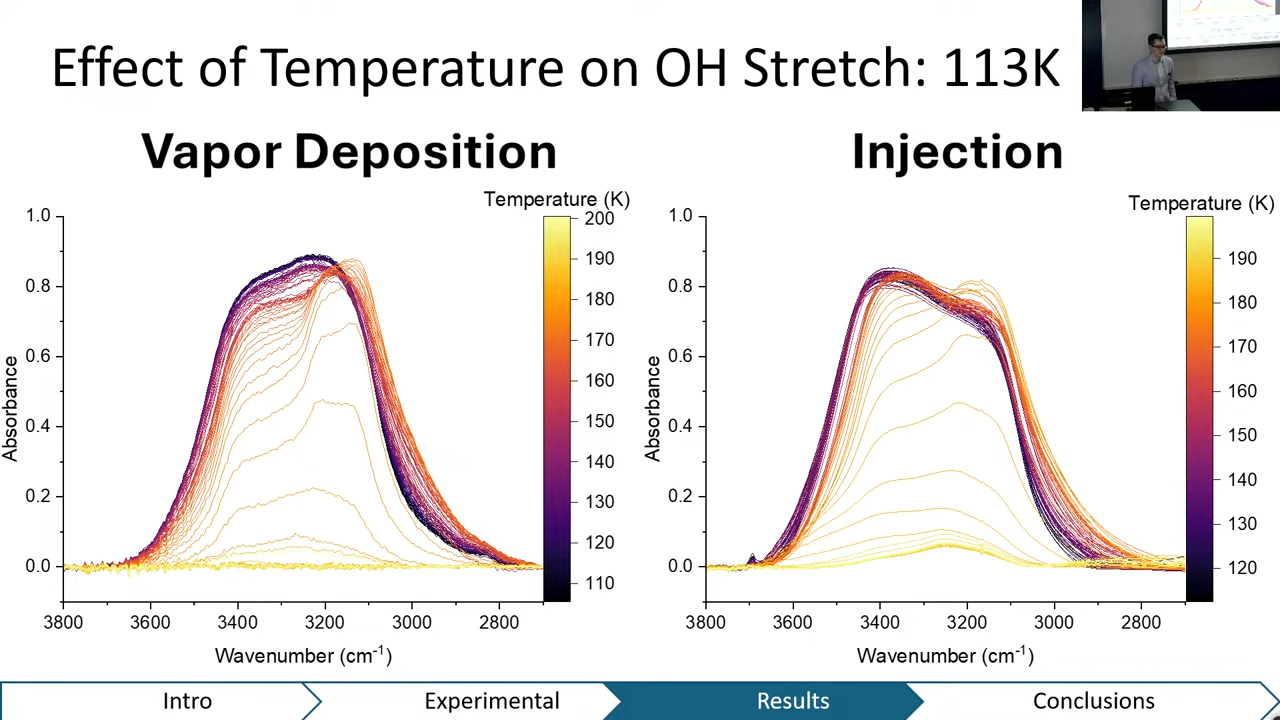 Effect of Temperature on OH Stretch: 113K
Vapor Deposition
Temperature (K)
200
190
180
170
160
150
140
130
120
110
1.0
0.8
0.6
0.4
0.2
0.0
Absorbance
3800 3600 3400 3200 3000 2800
Wavenumber (cm-1)
Injection
Temperature (K)
190
180
170
160
150
140
130
120
1.0
0.8
0.6
0.4
0.2
0.0
Absorbance
3800 3600 3400 3200 3000 2800
Wavenumber (cm-1)
Intro Experimental Results Conclusions